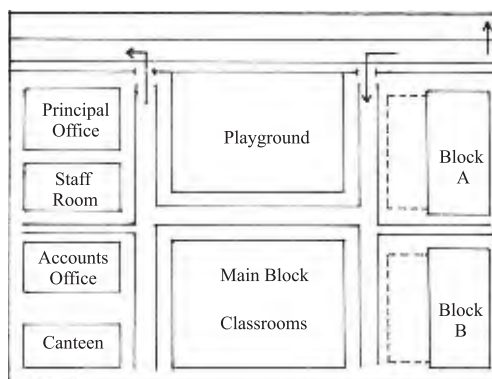 Principal
Office
Playground
Block
A
Staff
Room
Accounts
Office
Main Block
Classrooms
Block
B
Canteen